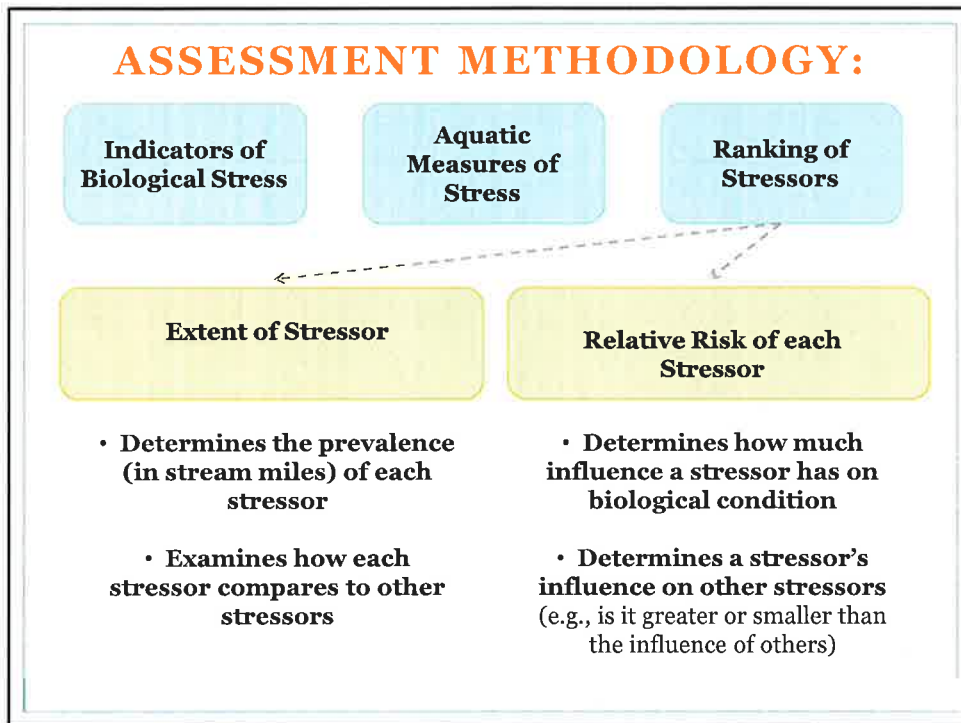 ASSESSMENT METHODOLOGY:
Indicators of
Biological Stress
Aquatic
Measures of
Stress
Ranking of
Stressors
Extent of Stressor
• Determines the prevalence
(in stream miles) of each
stressor
• Examines how each
stressor compares to other
stressors
Relative Risk of each
Stressor
• Determines how much
influence a stressor has on
biological condition
• Determines a stressor's
influence on other stressors
(e.g., is it greater or smaller than
the influence of others)